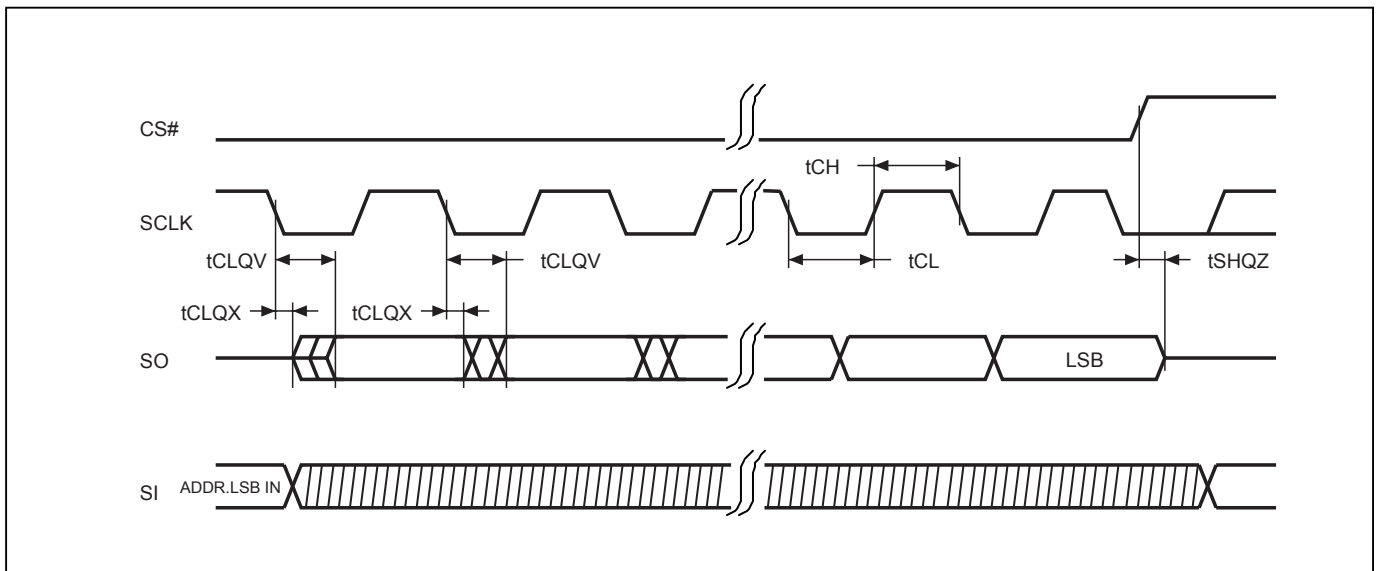 CS#
tCH
SCLK
tCLQV
tCLQV
tCL
tSHQZ
tCLQX
tCLQX
SO
LSB
SI
ADDR.LSB IN